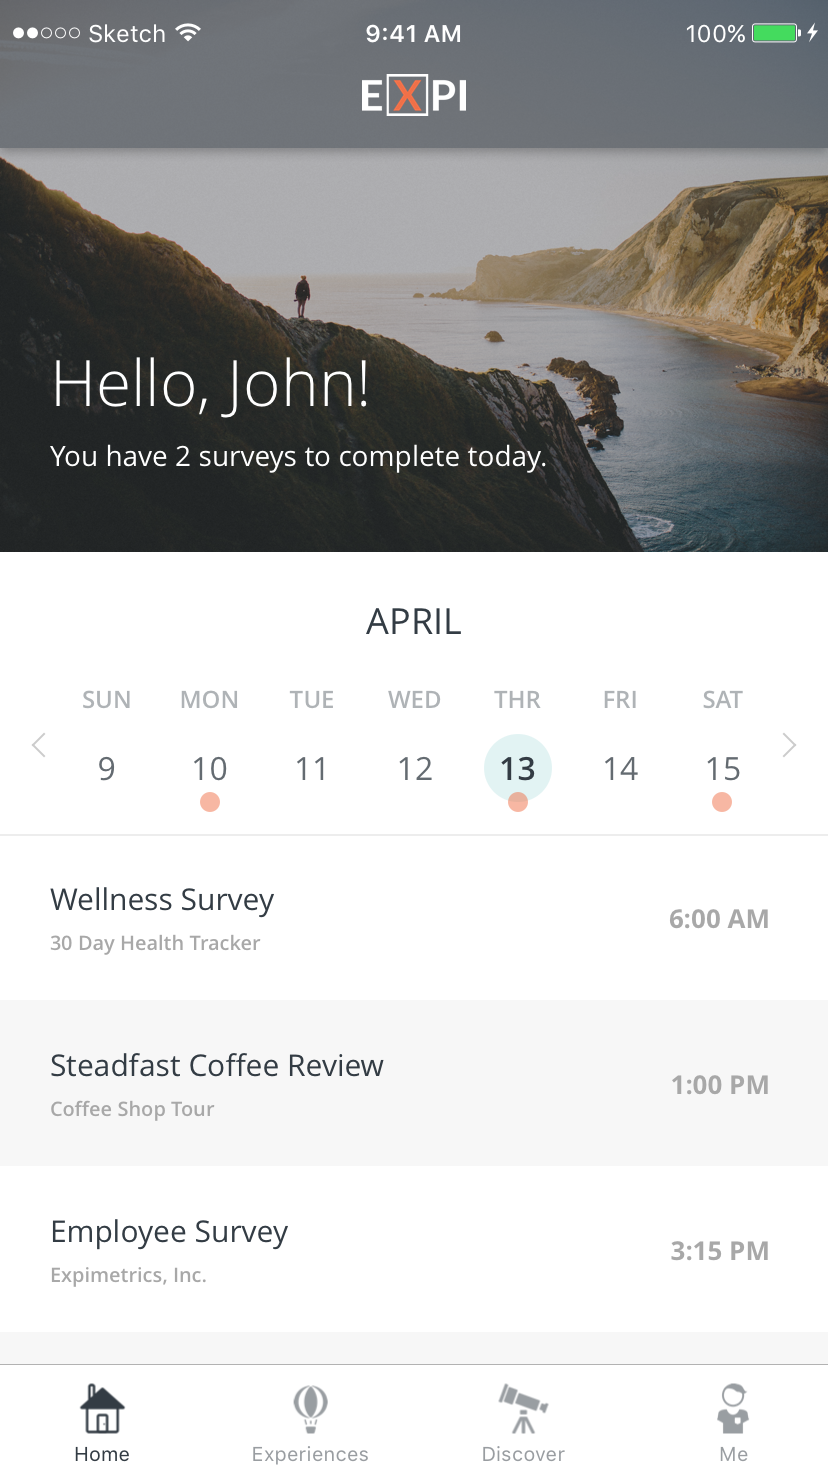 Sketch 9:41 AM 100%
EXPI
Hello, John!
You have 2 surveys to complete today.
APRIL
SUN MON TUE WED THR FRI SAT
9 10 11 12 13 14 15
Wellness Survey
30 Day Health Tracker
6:00 AM
Steadfast Coffee Review
Coffee Shop Tour
1:00 PM
Employee Survey
Expimetrics, Inc.
3:15 PM
Home Experiences Discover Me